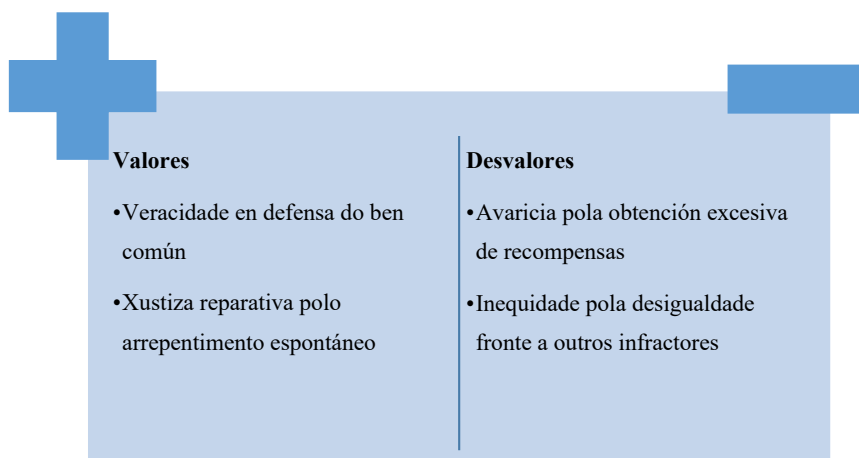 Valores
•Veracidade en defensa do ben
común
•Xustiza reparativa polo
arrepentimento espontáneo
Desvalores
•Avaricia pola obtención excesiva
de recompensas
•Inequidade pola desigualdade
fronte a outros infractores